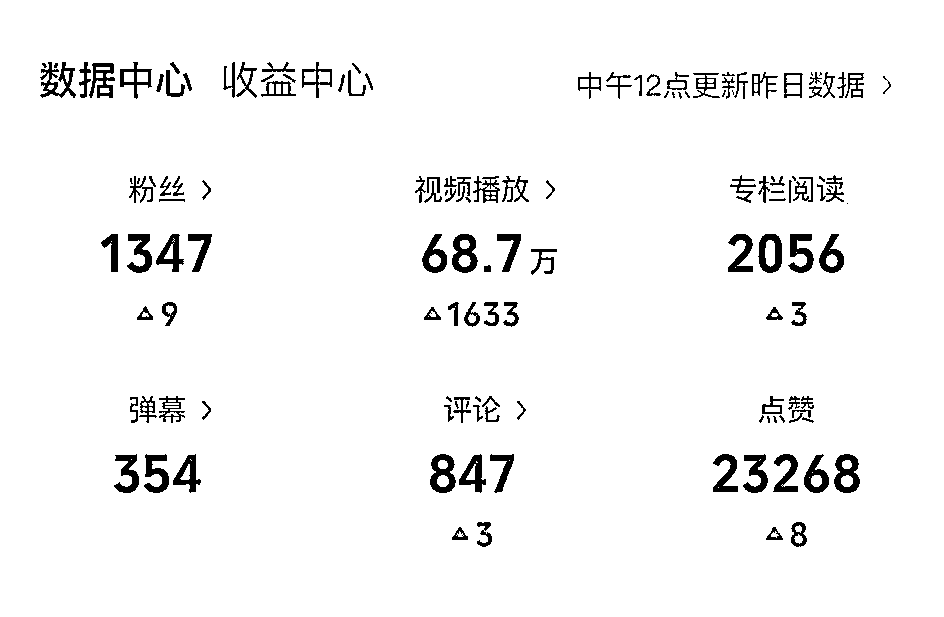 数据中心 收益中心 中午12点更新昨日数据 >
粉丝 > 视频播放 > 专栏阅读
1347 68.7万 2056
△9 △1633 △3
弹幕 > 评论 > 点赞
354 847 23268
△3 △8